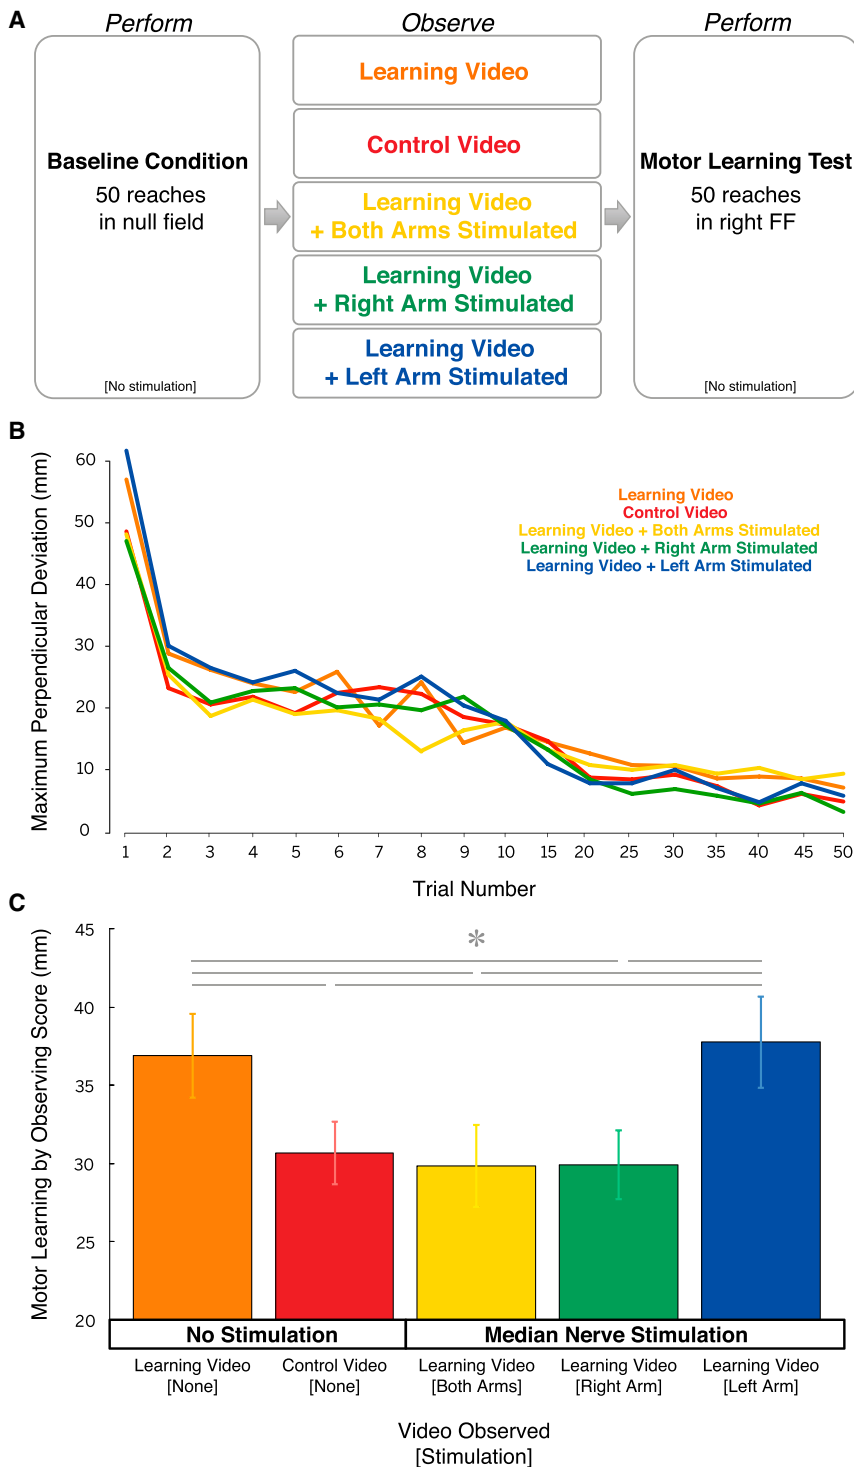 A
Perform
Observe
Perform
Baseline Condition
50 reaches
in null field
[No stimulation]
Learning Video
Control Video
Learning Video
+ Both Arms Stimulated
Learning Video
+ Right Arm Stimulated
Learning Video
+ Left Arm Stimulated
Motor Learning Test
50 reaches
in right FF
[No stimulation]
B
Maximum Perpendicular Deviation (mm)
60
50
40
30
20
10
0
Learning Video
Control Video
Learning Video + Both Arms Stimulated
Learning Video + Right Arm Stimulated
Learning Video + Left Arm Stimulated
1 2 3 4 5 6 7 8 9 10 15 20 25 30 35 40 45 50
Trial Number
C
Motor Learning by Observing Score (mm)
45
40
35
30
25
20
*
No Stimulation
Median Nerve Stimulation
Learning Video
[None]
Control Video
[None]
Learning Video
[Both Arms]
Learning Video
[Right Arm]
Learning Video
[Left Arm]
Video Observed
[Stimulation]